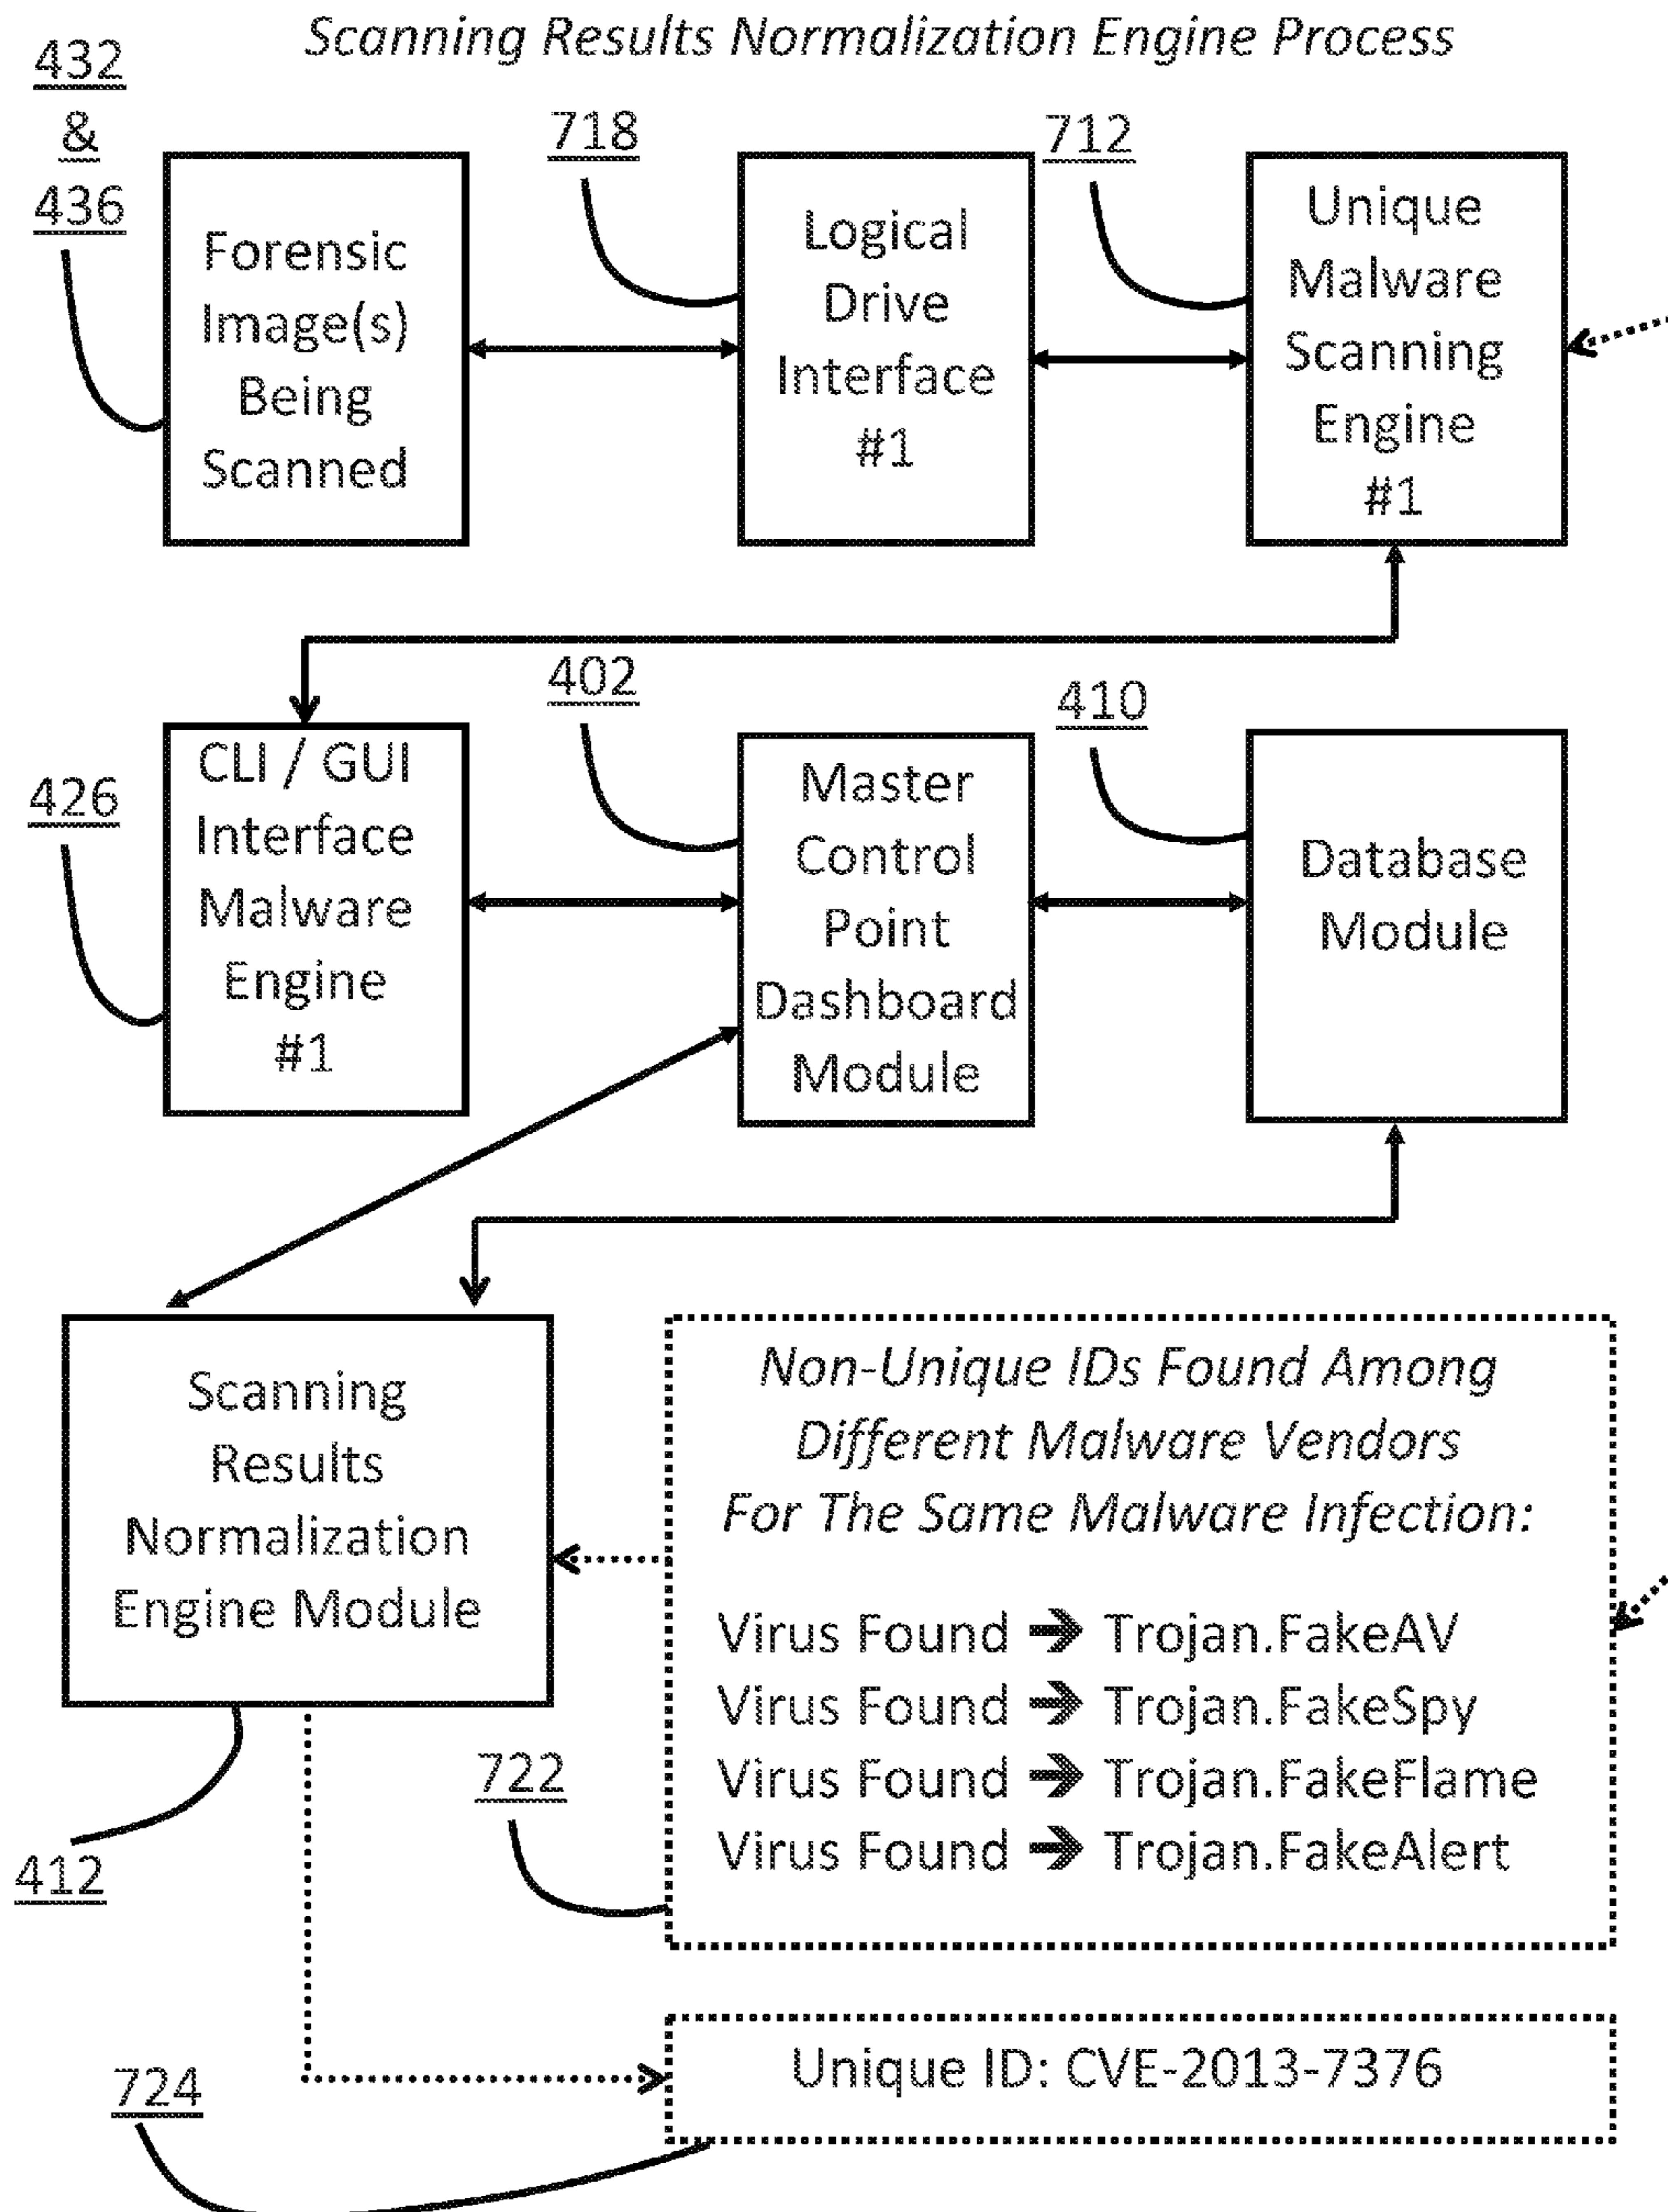 Scanning Results Normalization Engine Process
432
&
436
718
712
Forensic
Image(s)
Being
Scanned
Logical
Drive
Interface
#1
Unique
Malware
Scanning
Engine
#1
426
402
410
CLI / GUI
Interface
Malware
Engine
#1
Master
Control
Point
Dashboard
Module
Database
Module
Scanning
Results
Normalization
Engine Module
412
Non-Unique IDs Found Among
Different Malware Vendors
For The Same Malware Infection:
Virus Found ➔ Trojan.FakeAV
Virus Found ➔ Trojan.FakeSpy
Virus Found ➔ Trojan.FakeFlame
Virus Found ➔ Trojan.FakeAlert
722
Unique ID: CVE-2013-7376
724